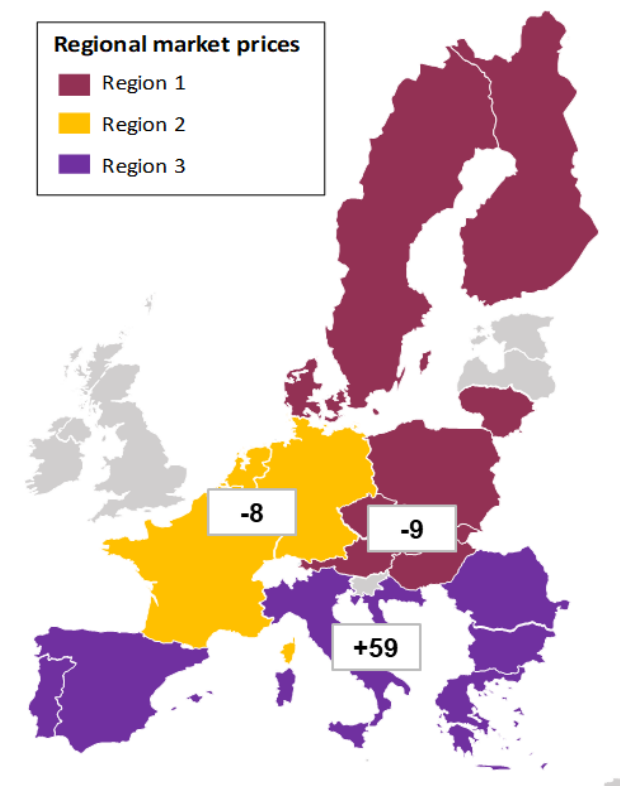 Regional market prices
Region 1
Region 2
Region 3
-8
-9
+59